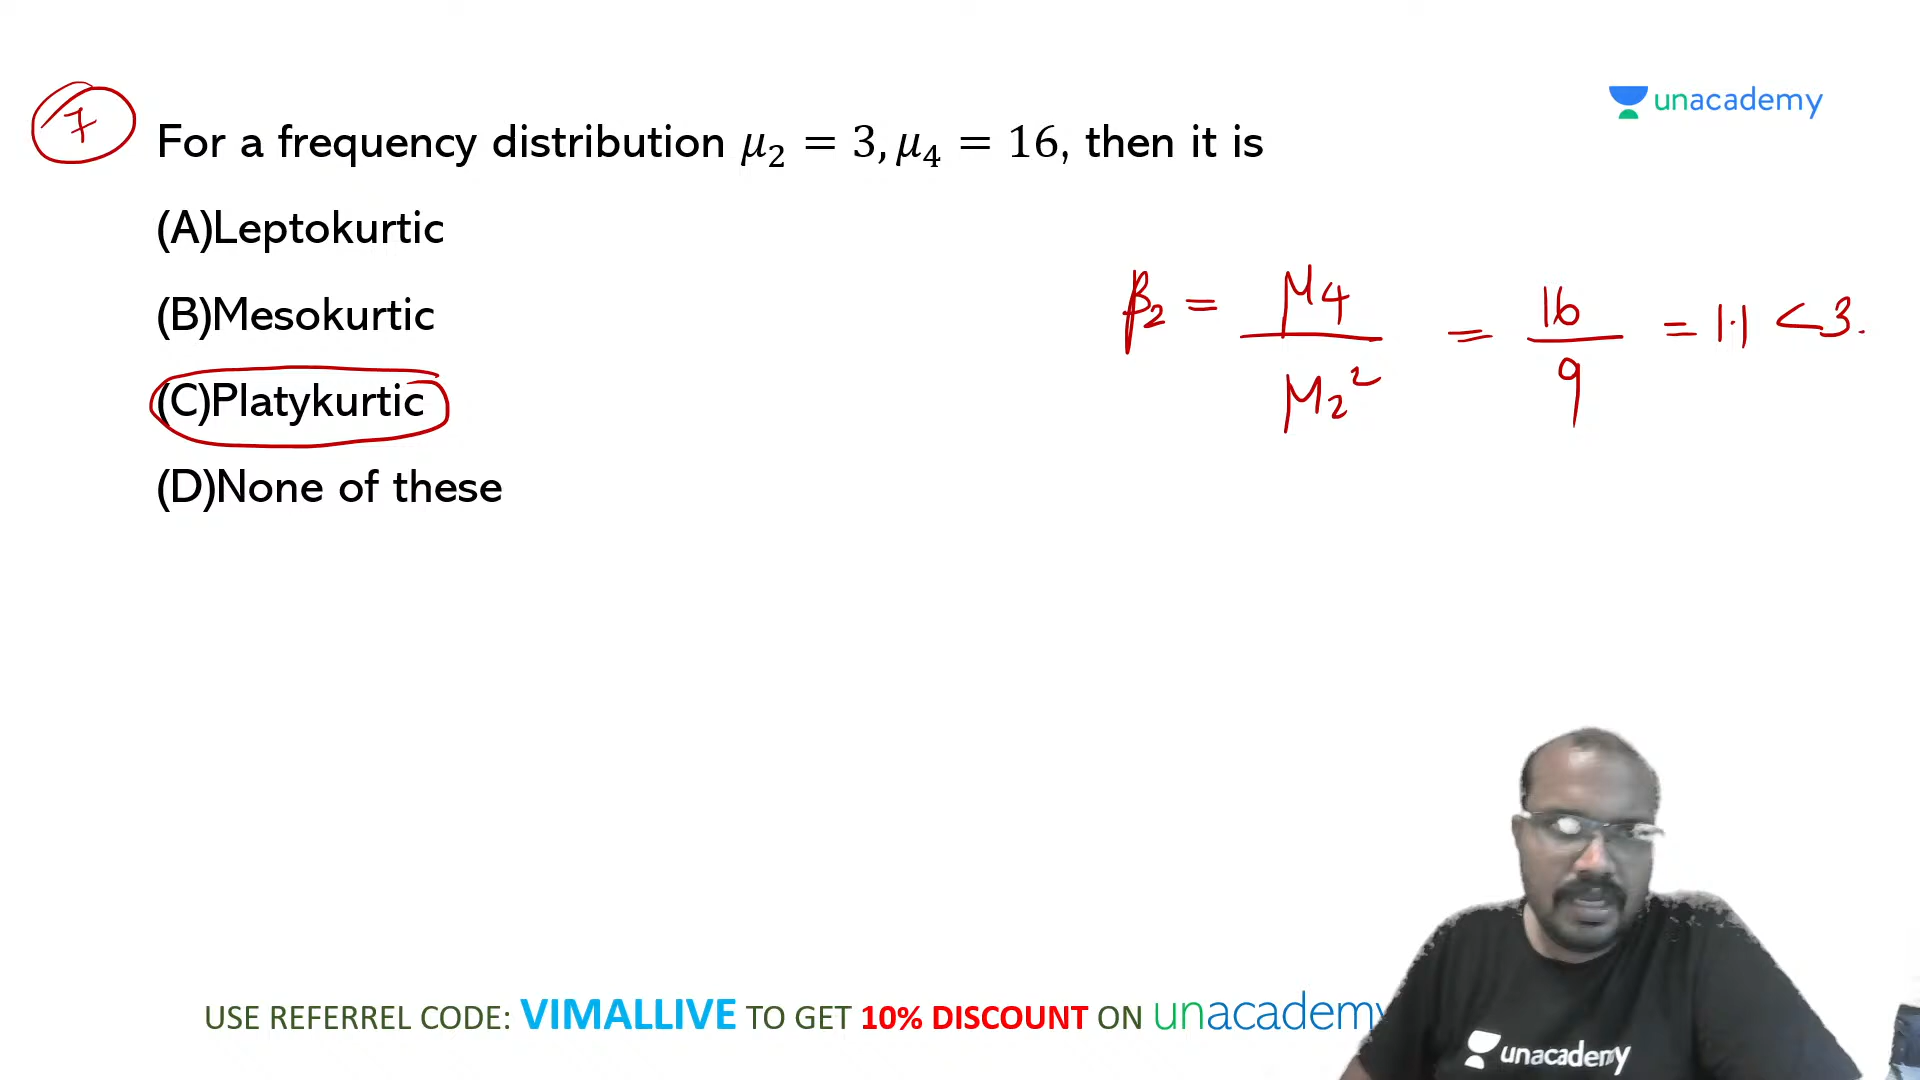 7
unacademy
For a frequency distribution μ₂ = 3, μ₄ = 16, then it is
(A)Leptokurtic
(B)Mesokurtic
(C)Platykurtic
(D)None of these
β₂ = μ₄ / μ₂² = 16 / 9 = 1.1 < 3.
USE REFERREL CODE: VIMALLIVE TO GET 10% DISCOUNT ON unacademy
unacademy